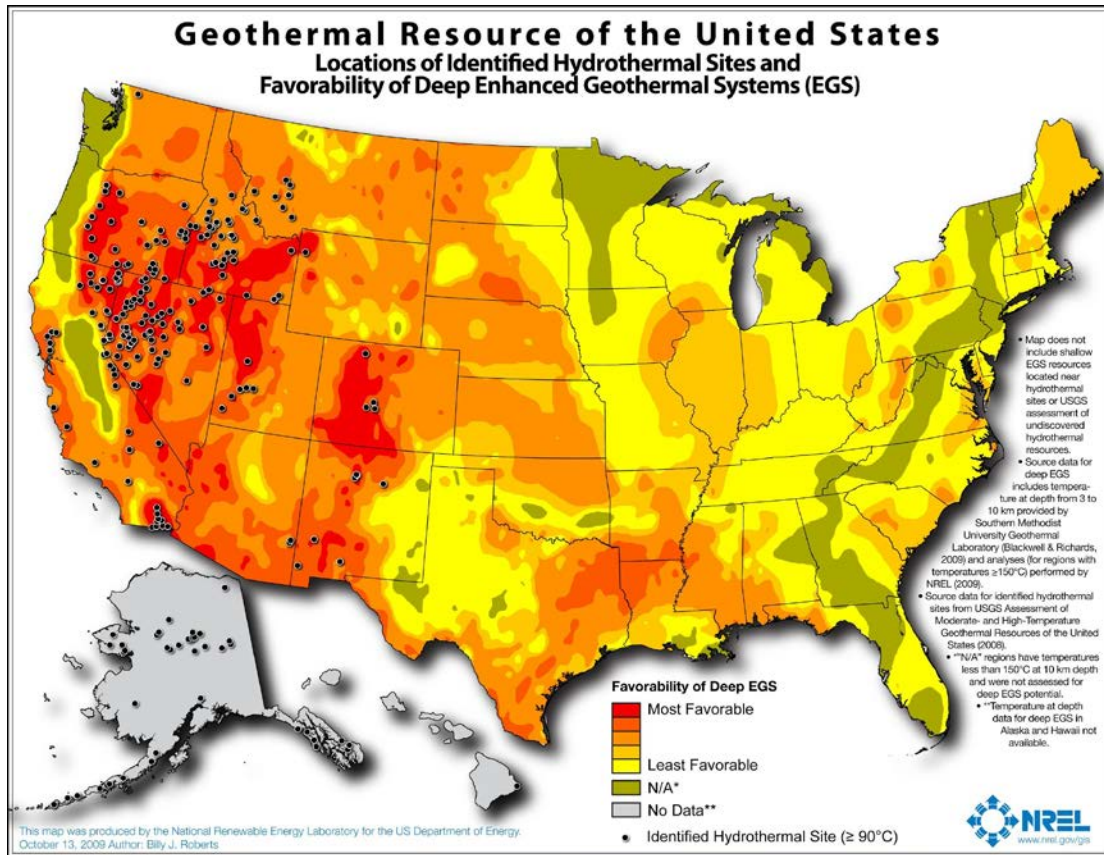 Geothermal Resource of the United States
Locations of Identified Hydrothermal Sites and
Favorability of Deep Enhanced Geothermal Systems (EGS)
• Map does not
include shallow
EGS resources
located near
hydrothermal
sites or USGS
assessment of
undiscovered
hydrothermal
resources.
• Source data for
deep EGS
includes tempera-
ture at depth from 3 to
10 km provided by
Southern Methodist
University Geothermal
Laboratory (Blackwell & Richards,
2009) and analyses (for regions with
temperatures ≥150°C) performed by
NREL (2009).
• Source data for identified hydrothermal
sites from USGS Assessment of
Moderate- and High-Temperature
Geothermal Resources of the United
States (2008).
• *"N/A" regions have temperatures
less than 150°C at 10 km depth
and were not assessed for
deep EGS potential.
• **Temperature at depth
data for deep EGS in
Alaska and Hawaii not
available.
Favorability of Deep EGS
Most Favorable
Least Favorable
N/A*
No Data**
Identified Hydrothermal Site (≥ 90°C)
This map was produced by the National Renewable Energy Laboratory for the US Department of Energy.
October 13, 2009 Author: Billy J. Roberts
NREL
www.nrel.gov/gis